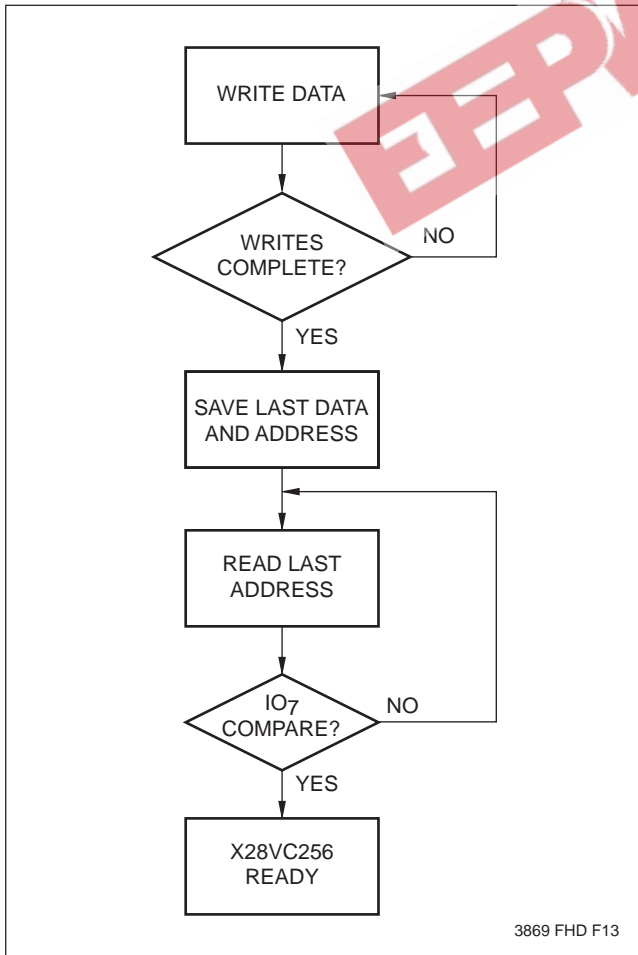 WRITE DATA
WRITES
COMPLETE?
NO
YES
SAVE LAST DATA
AND ADDRESS
READ LAST
ADDRESS
IO7
COMPARE?
NO
YES
X28VC256
READY
3869 FHD F13